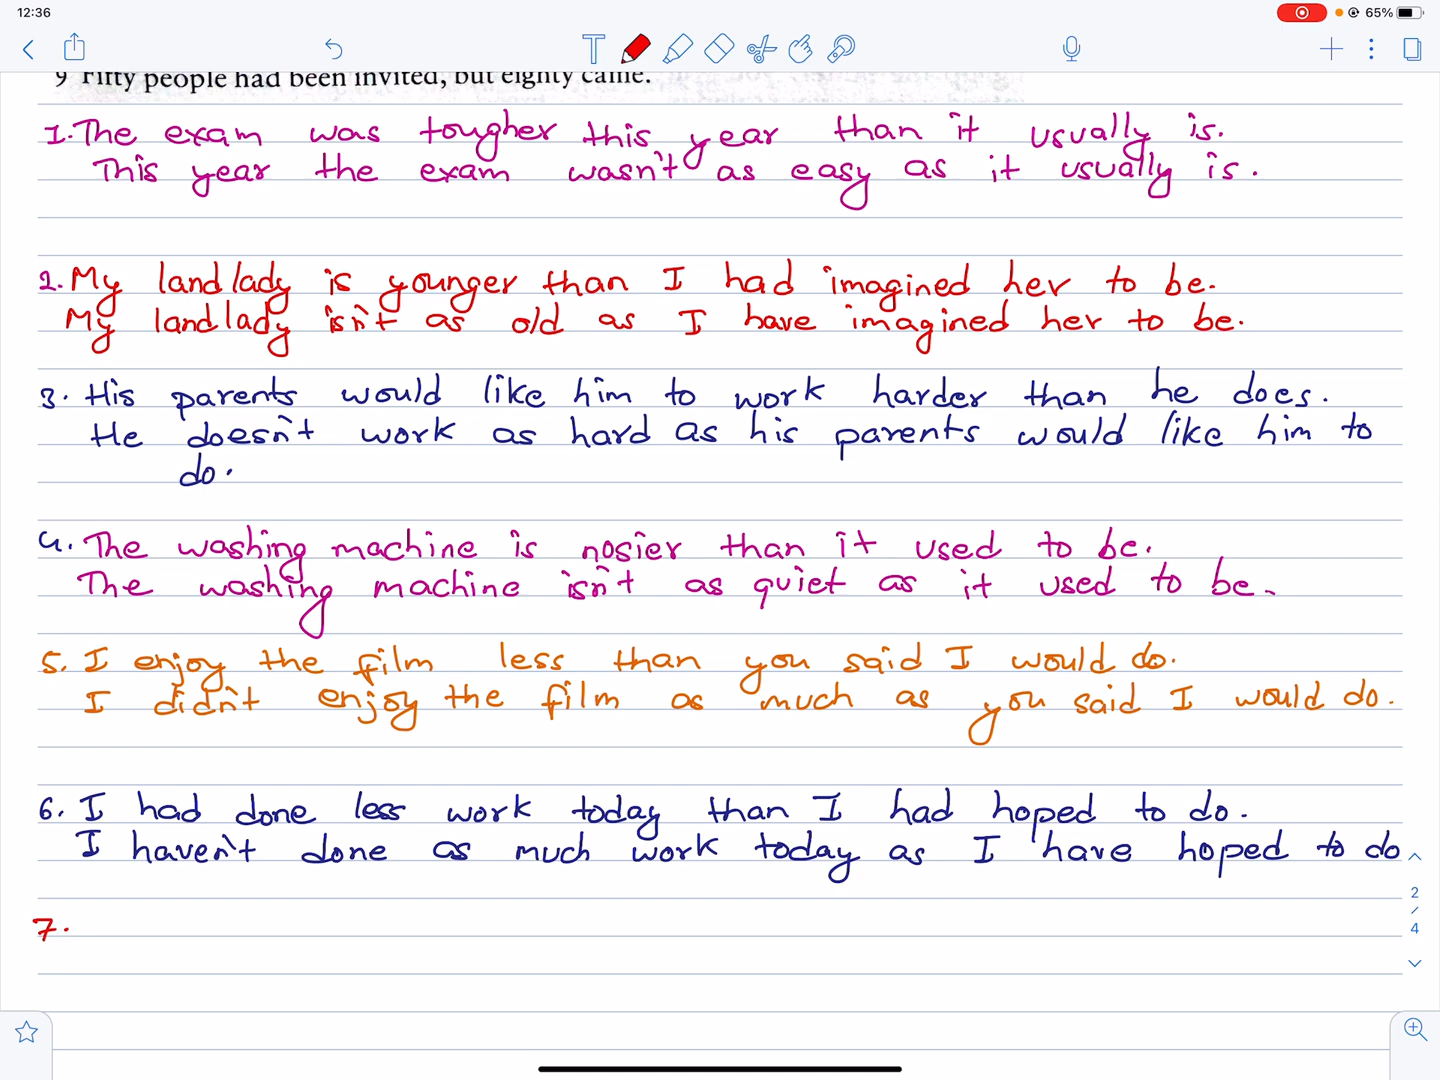 12:36
65%
9 Fifty people had been invited, but eighty came.
1. The exam was tougher this year than it usually is.
This year the exam wasn't as easy as it usually is.
2. My landlady is younger than I had imagined her to be.
My landlady isn't as old as I have imagined her to be.
3. His parents would like him to work harder than he does.
He doesn't work as hard as his parents would like him to
do.
4. The washing machine is nosier than it used to be.
The washing machine isn't as quiet as it used to be.
5. I enjoy the film less than you said I would do.
I didn't enjoy the film as much as you said I would do.
6. I had done less work today than I had hoped to do.
I haven't done as much work today as I have hoped to do
2
/
4
7.